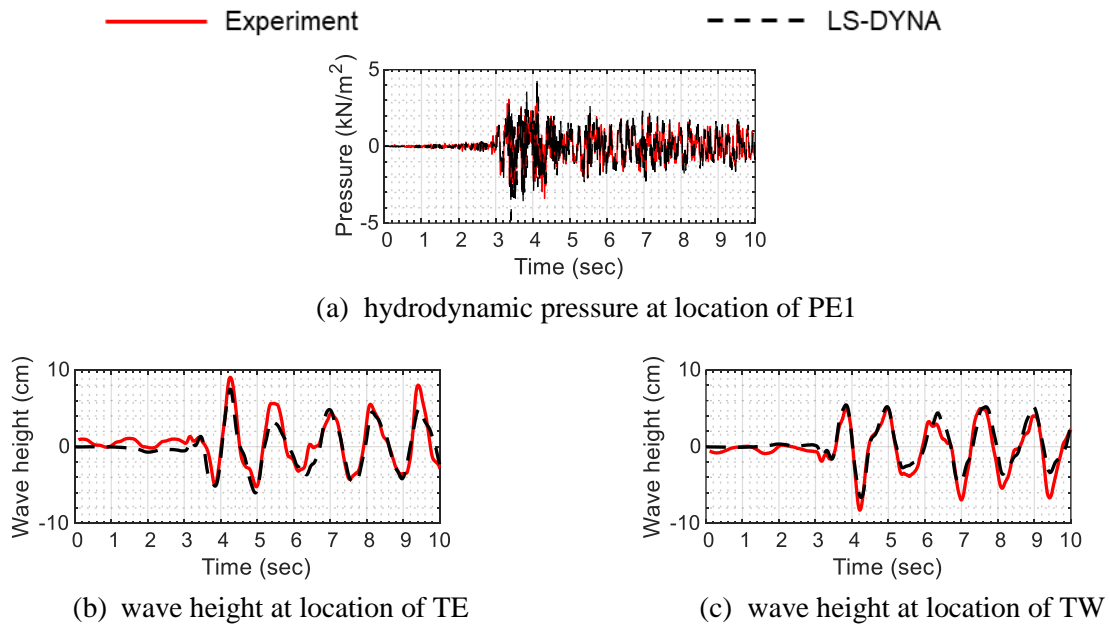 Experiment
LS-DYNA
Pressure (kN/m²)
5
0
-5
0 1 2 3 4 5 6 7 8 9 10
Time (sec)
(a) hydrodynamic pressure at location of PE1
Wave height (cm)
10
0
-10
0 1 2 3 4 5 6 7 8 9 10
Time (sec)
(b) wave height at location of TE
Wave height (cm)
10
0
-10
0 1 2 3 4 5 6 7 8 9 10
Time (sec)
(c) wave height at location of TW